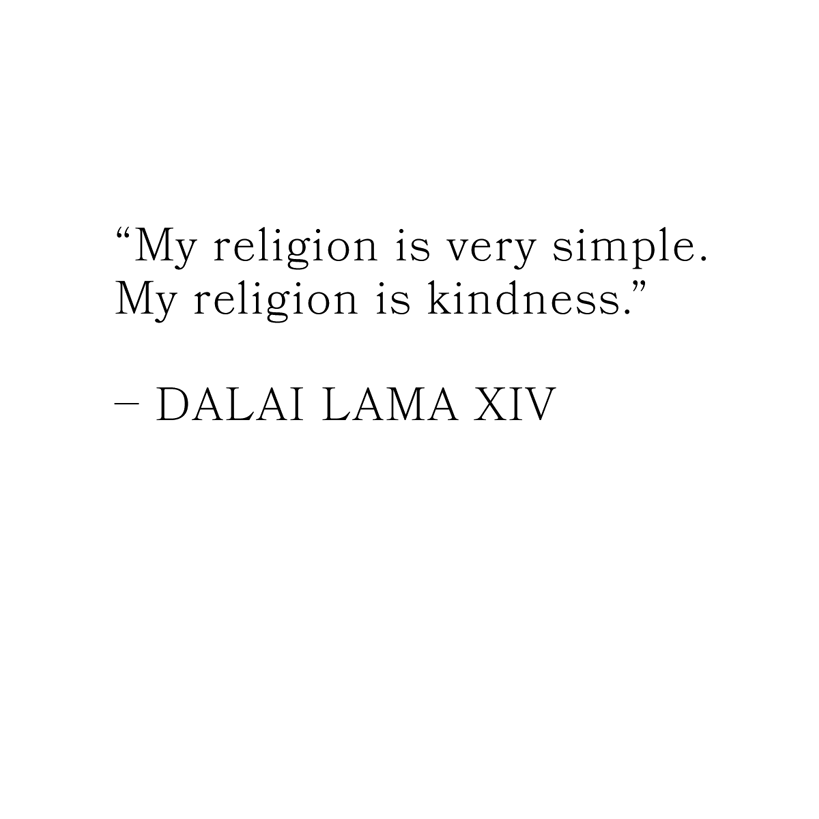 “My religion is very simple.
My religion is kindness.”
– DALAI LAMA XIV